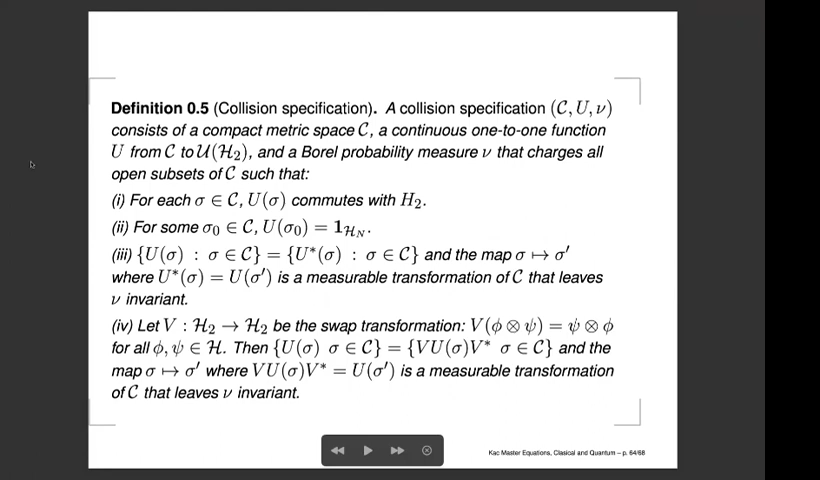 Definition 0.5 (Collision specification). A collision specification (𝒞, U, ν)
consists of a compact metric space 𝒞, a continuous one-to-one function
U from 𝒞 to 𝒰(ℋ₂), and a Borel probability measure ν that charges all
open subsets of 𝒞 such that:
(i) For each σ ∈ 𝒞, U(σ) commutes with H₂.
(ii) For some σ₀ ∈ 𝒞, U(σ₀) = 1_{ℋ_N}.
(iii) {U(σ) : σ ∈ 𝒞} = {U*(σ) : σ ∈ 𝒞} and the map σ ↦ σ′
where U*(σ) = U(σ′) is a measurable transformation of 𝒞 that leaves
ν invariant.
(iv) Let V : ℋ₂ → ℋ₂ be the swap transformation: V(ϕ ⊗ ψ) = ψ ⊗ ϕ
for all ϕ, ψ ∈ ℋ. Then {U(σ) σ ∈ 𝒞} = {VU(σ)V* σ ∈ 𝒞} and the
map σ ↦ σ′ where VU(σ)V* = U(σ′) is a measurable transformation
of 𝒞 that leaves ν invariant.
Kac Master Equations, Clasical and Quantum – p. 64/68